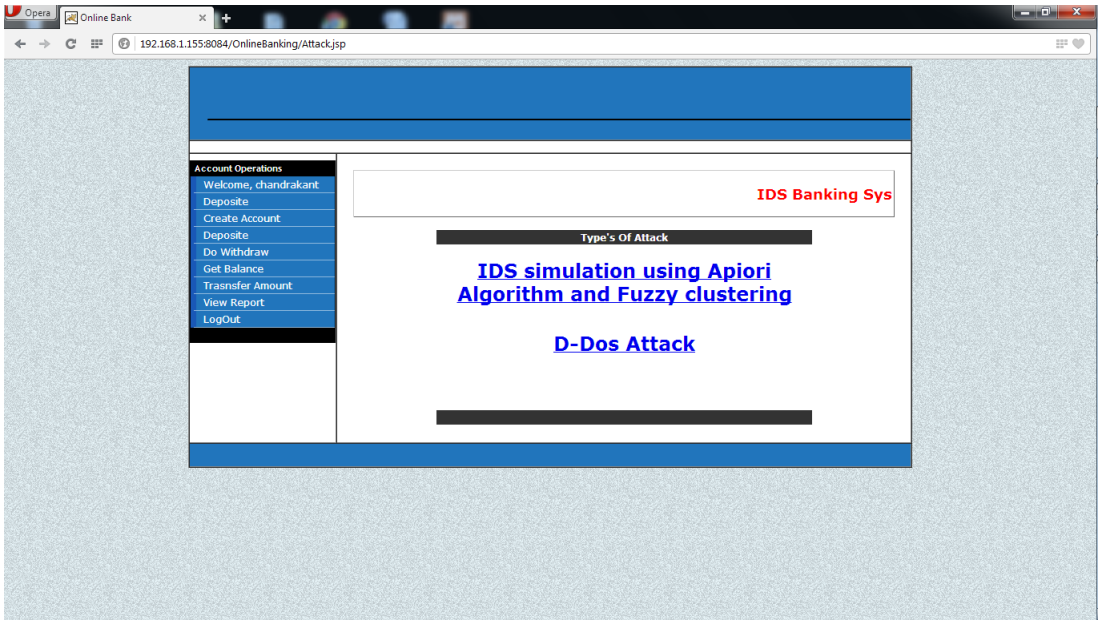 Opera
Online Bank
192.168.1.155:8084/OnlineBanking/Attack.jsp
Account Operations
Welcome, chandrakant
Deposite
Create Account
Deposite
Do Withdraw
Get Balance
Trasnsfer Amount
View Report
LogOut
IDS Banking Sys
Type's Of Attack
IDS simulation using Apiori
Algorithm and Fuzzy clustering
D-Dos Attack